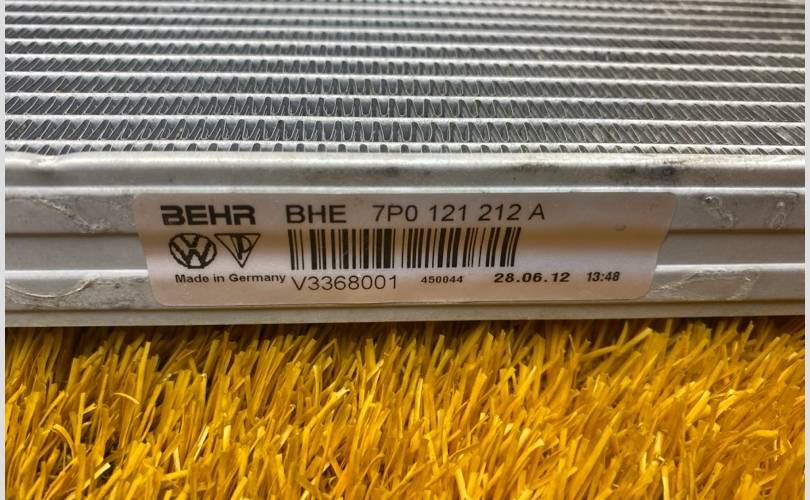 BEHR BHE 7P0 121 212 A
Made in Germany V3368001 450044 28.06.12 13:48